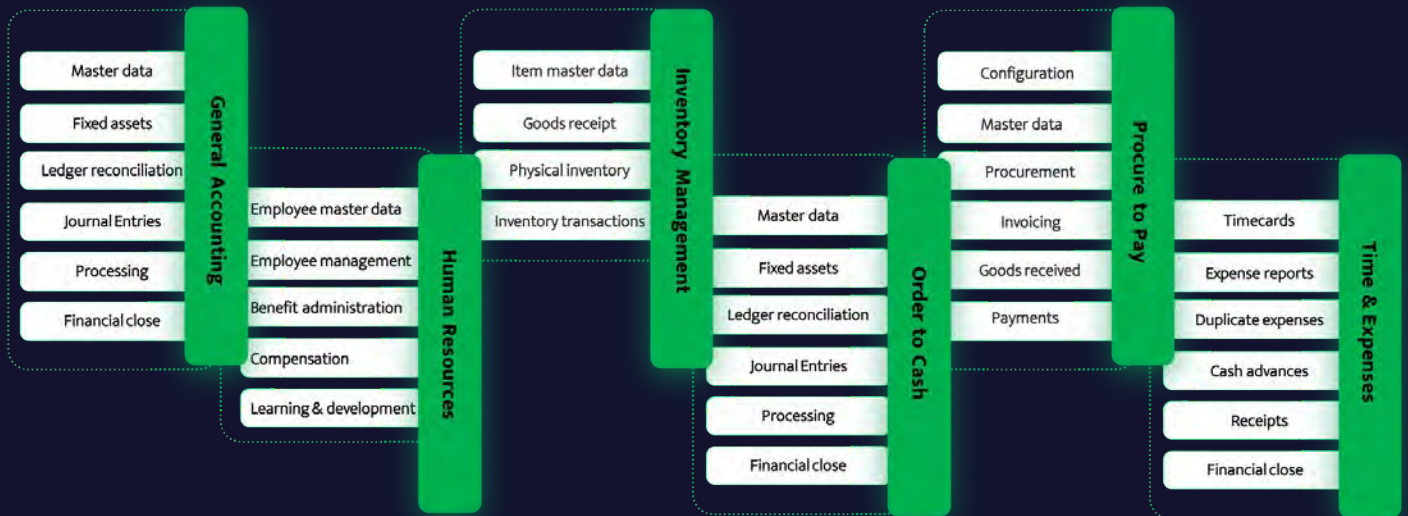 General Accounting
Master data
Fixed assets
Ledger reconciliation
Journal Entries
Processing
Financial close
Human Resources
Employee master data
Employee management
Benefit administration
Compensation
Learning & development
Inventory Management
Item master data
Goods receipt
Physical inventory
Inventory transactions
Order to Cash
Master data
Fixed assets
Ledger reconciliation
Journal Entries
Processing
Financial close
Procure to Pay
Configuration
Master data
Procurement
Invoicing
Goods received
Payments
Time & Expenses
Timecards
Expense reports
Duplicate expenses
Cash advances
Receipts
Financial close